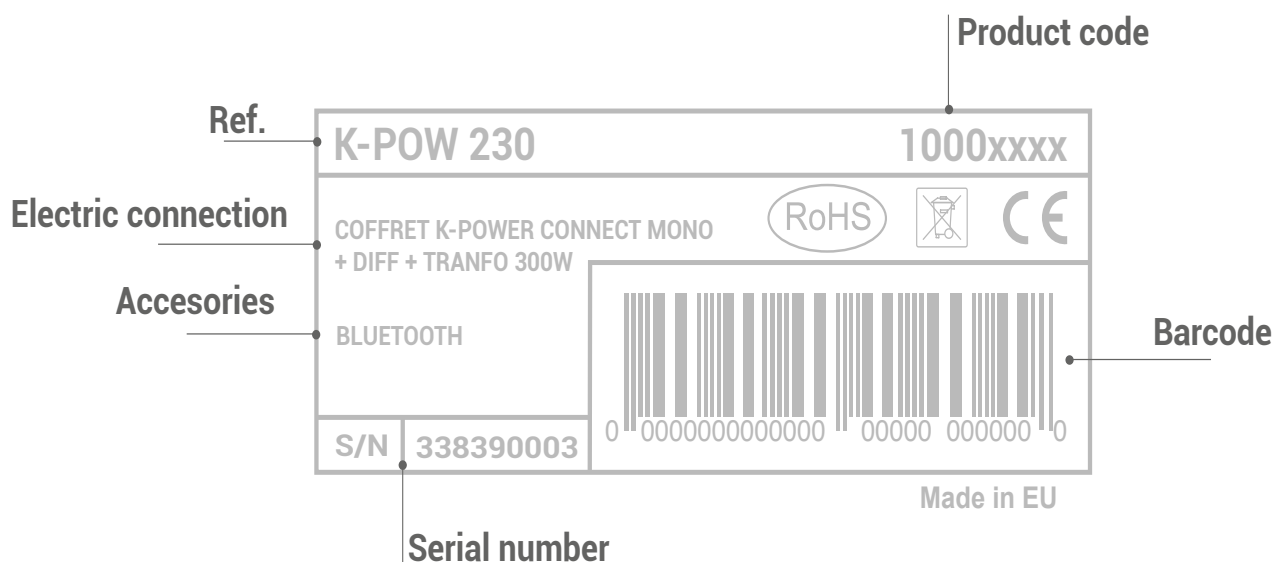 Product code
Ref.
K-POW 230
1000xxxx
Electric connection
COFFRET K-POWER CONNECT MONO
+ DIFF + TRANFO 300W
RoHS
CE
Accesories
BLUETOOTH
Barcode
0 0000000000000 00000 000000 0
S/N
338390003
Made in EU
Serial number